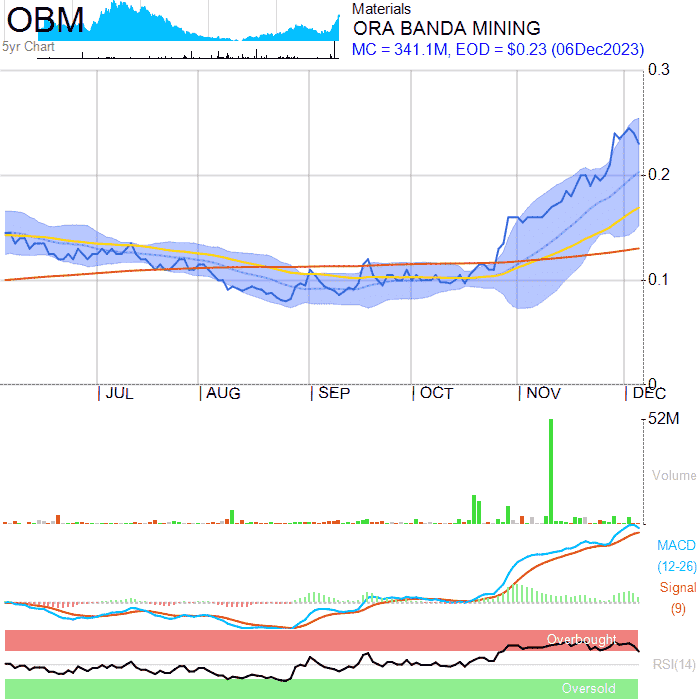 OBM
5yr Chart
Materials
ORA BANDA MINING
MC = 341.1M, EOD = $0.23 (06Dec2023)
0.3
0.2
0.1
0
JUL AUG SEP OCT NOV DEC
52M
Volume
MACD
(12-26)
Signal
(9)
Overbought
RSI(14)
Oversold